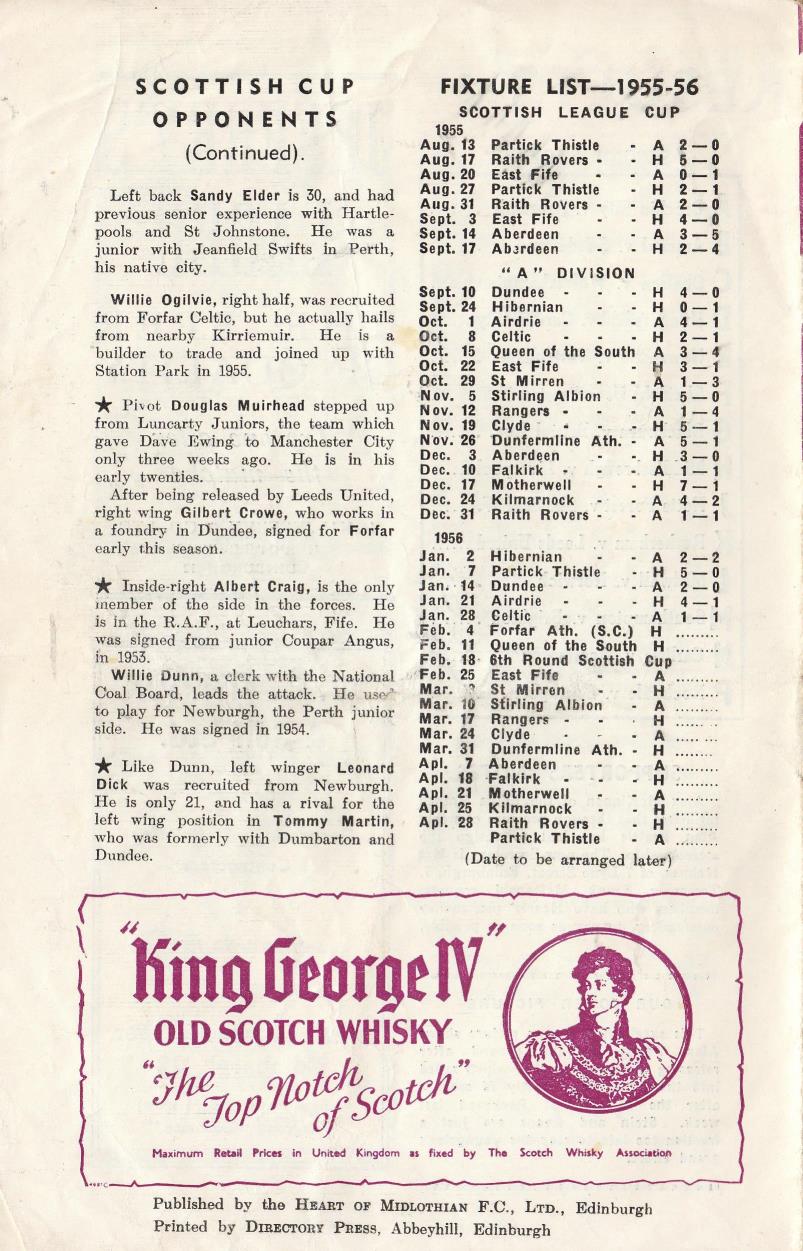 SCOTTISH CUP
OPPONENTS
(Continued).
Left back Sandy Elder is 30, and had
previous senior experience with Hartle-
pools and St Johnstone. He was a
junior with Jeanfield Swifts in Perth,
his native city.
Willie Ogilvie, right half, was recruited
from Forfar Celtic, but he actually hails
from nearby Kirriemuir. He is a
builder to trade and joined up with
Station Park in 1955.
★ Pivot Douglas Muirhead stepped up
from Luncarty Juniors, the team which
gave Dave Ewing to Manchester City
only three weeks ago. He is in his
early twenties.
After being released by Leeds United,
right wing Gilbert Crowe, who works in
a foundry in Dundee, signed for Forfar
early this season.
★ Inside-right Albert Craig, is the only
member of the side in the forces. He
is in the R.A.F., at Leuchars, Fife. He
was signed from junior Coupar Angus,
in 1953.
Willie Dunn, a clerk with the National
Coal Board, leads the attack. He used
to play for Newburgh, the Perth junior
side. He was signed in 1954.
★ Like Dunn, left winger Leonard
Dick was recruited from Newburgh.
He is only 21, and has a rival for the
left wing position in Tommy Martin,
who was formerly with Dumbarton and
Dundee.
FIXTURE LIST—1955-56
SCOTTISH LEAGUE CUP
1955
Aug. 13 Partick Thistle - A 2—0
Aug. 17 Raith Rovers - - H 5—0
Aug. 20 East Fife - - A 0—1
Aug. 27 Partick Thistle - H 2—1
Aug. 31 Raith Rovers - - A 2—0
Sept. 3 East Fife - - H 4—0
Sept. 14 Aberdeen - - A 3—5
Sept. 17 Aberdeen - - H 2—4
"A" DIVISION
Sept. 10 Dundee - - - H 4—0
Sept. 24 Hibernian - - H 0—1
Oct. 1 Airdrie - - - A 4—1
Oct. 8 Celtic - - - H 2—1
Oct. 15 Queen of the South A 3—4
Oct. 22 East Fife - - H 3—1
Oct. 29 St Mirren - - A 1—3
Nov. 5 Stirling Albion - H 5—0
Nov. 12 Rangers - - - A 1—4
Nov. 19 Clyde - - - H 5—1
Nov. 26 Dunfermline Ath. - A 5—1
Dec. 3 Aberdeen - - H 3—0
Dec. 10 Falkirk - - - A 1—1
Dec. 17 Motherwell - - H 7—1
Dec. 24 Kilmarnock - - A 4—2
Dec. 31 Raith Rovers - - A 1—1
1956
Jan. 2 Hibernian - - A 2—2
Jan. 7 Partick Thistle - H 5—0
Jan. 14 Dundee - - - A 2—0
Jan. 21 Airdrie - - - H 4—1
Jan. 28 Celtic - - - A 1—1
Feb. 4 Forfar Ath. (S.C.) H .........
Feb. 11 Queen of the South H .........
Feb. 18 6th Round Scottish Cup
Feb. 25 East Fife - - A .........
Mar. St Mirren - - H .........
Mar. 10 Stirling Albion - A .........
Mar. 17 Rangers - - - H .........
Mar. 24 Clyde - - - A .........
Mar. 31 Dunfermline Ath. - H .........
Apl. 7 Aberdeen - - A .........
Apl. 18 Falkirk - - - H .........
Apl. 21 Motherwell - - A .........
Apl. 25 Kilmarnock - - H .........
Apl. 28 Raith Rovers - - H .........
Partick Thistle - A .........
(Date to be arranged later)
"King George IV"
OLD SCOTCH WHISKY
"The
Top Notch
of Scotch"
Maximum Retail Prices in United Kingdom as fixed by The Scotch Whisky Association
Published by the HEART OF MIDLOTHIAN F.C., LTD., Edinburgh
Printed by DIRECTORY PRESS, Abbeyhill, Edinburgh